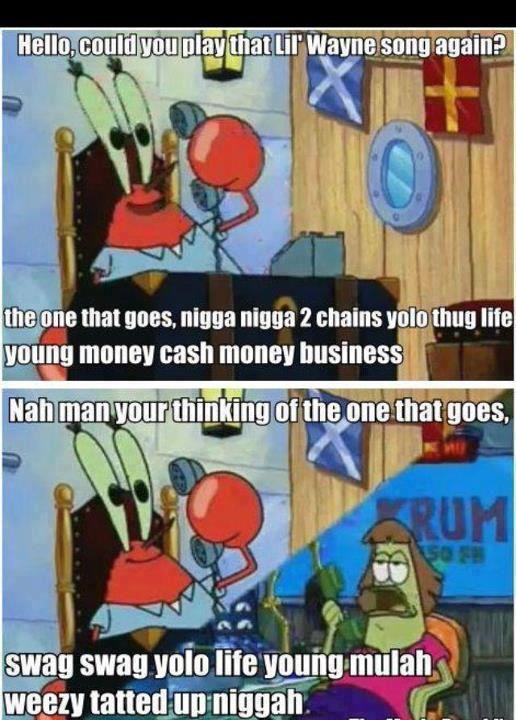 Hello, could you play that Lil' Wayne song again?
the one that goes, nigga nigga 2 chains yolo thug life
young money cash money business
Nah man your thinking of the one that goes,
KRUM
50 FM
swag swag yolo life young mulah
weezy tatted up niggah.